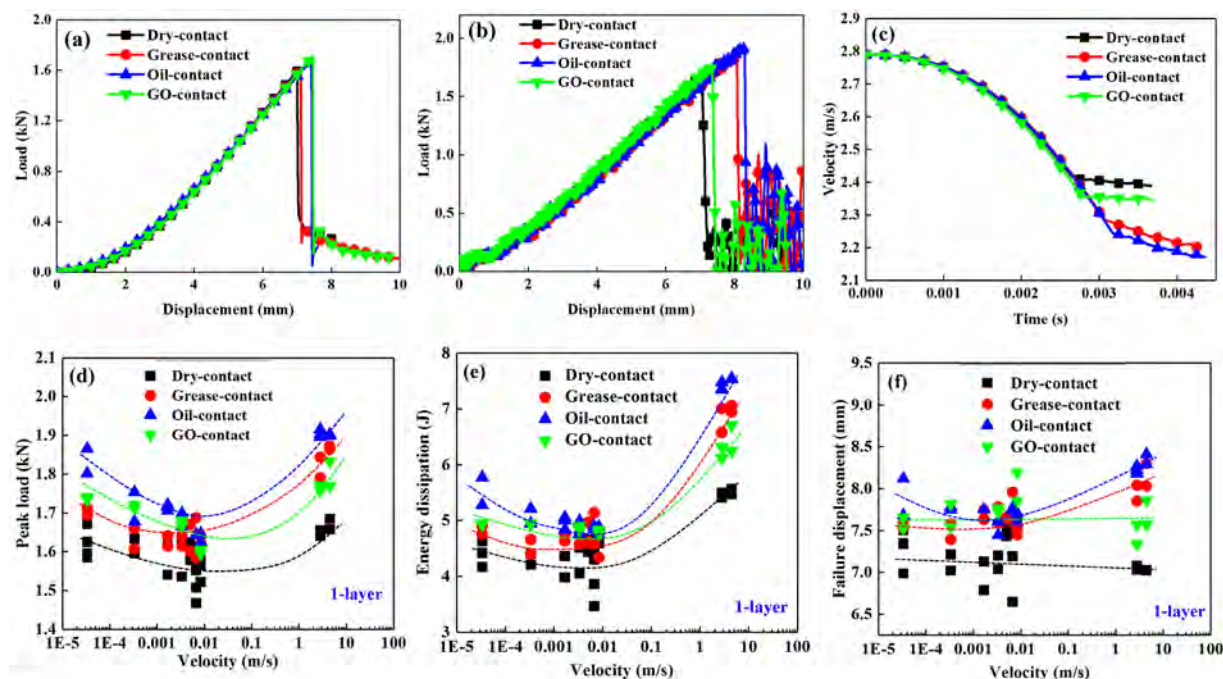 (a)
Dry-contact
Grease-contact
Oil-contact
GO-contact
Load (kN)
2.0
1.6
1.2
0.8
0.4
0.0
0 2 4 6 8 10
Displacement (mm)
(b)
Dry-contact
Grease-contact
Oil-contact
GO-contact
Load (kN)
2.0
1.5
1.0
0.5
0.0
0 2 4 6 8 10
Displacement (mm)
(c)
Dry-contact
Grease-contact
Oil-contact
GO-contact
Velocity (m/s)
2.9
2.8
2.7
2.6
2.5
2.4
2.3
2.2
2.1
0.000 0.001 0.002 0.003 0.004
Time (s)
(d)
Dry-contact
Grease-contact
Oil-contact
GO-contact
Peak load (kN)
2.1
2.0
1.9
1.8
1.7
1.6
1.5
1.4
1-layer
1E-5 1E-4 0.001 0.01 0.1 1 10 100
Velocity (m/s)
(e)
Dry-contact
Grease-contact
Oil-contact
GO-contact
Energy dissipation (J)
8
7
6
5
4
3
1-layer
1E-5 1E-4 0.001 0.01 0.1 1 10 100
Velocity (m/s)
(f)
Dry-contact
Grease-contact
Oil-contact
GO-contact
Failure displacement (mm)
9.5
9.0
8.5
8.0
7.5
7.0
6.5
6.0
1-layer
1E-5 1E-4 0.001 0.01 0.1 1 10 100
Velocity (m/s)